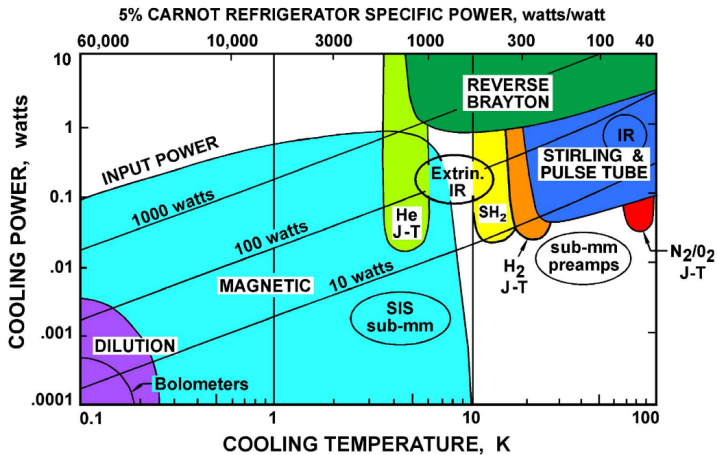 5% CARNOT REFRIGERATOR SPECIFIC POWER, watts/watt
60,000
10,000
3000
1000
300
100
40
10
1
0.1
.01
.001
.0001
COOLING POWER, watts
REVERSE
BRAYTON
INPUT POWER
IR
STIRLING &
PULSE TUBE
Extrin.
IR
1000 watts
He
J-T
SH2
100 watts
H2
J-T
sub-mm
preamps
N2/02
J-T
10 watts
MAGNETIC
SIS
sub-mm
DILUTION
Bolometers
0.1
1
10
100
COOLING TEMPERATURE, K